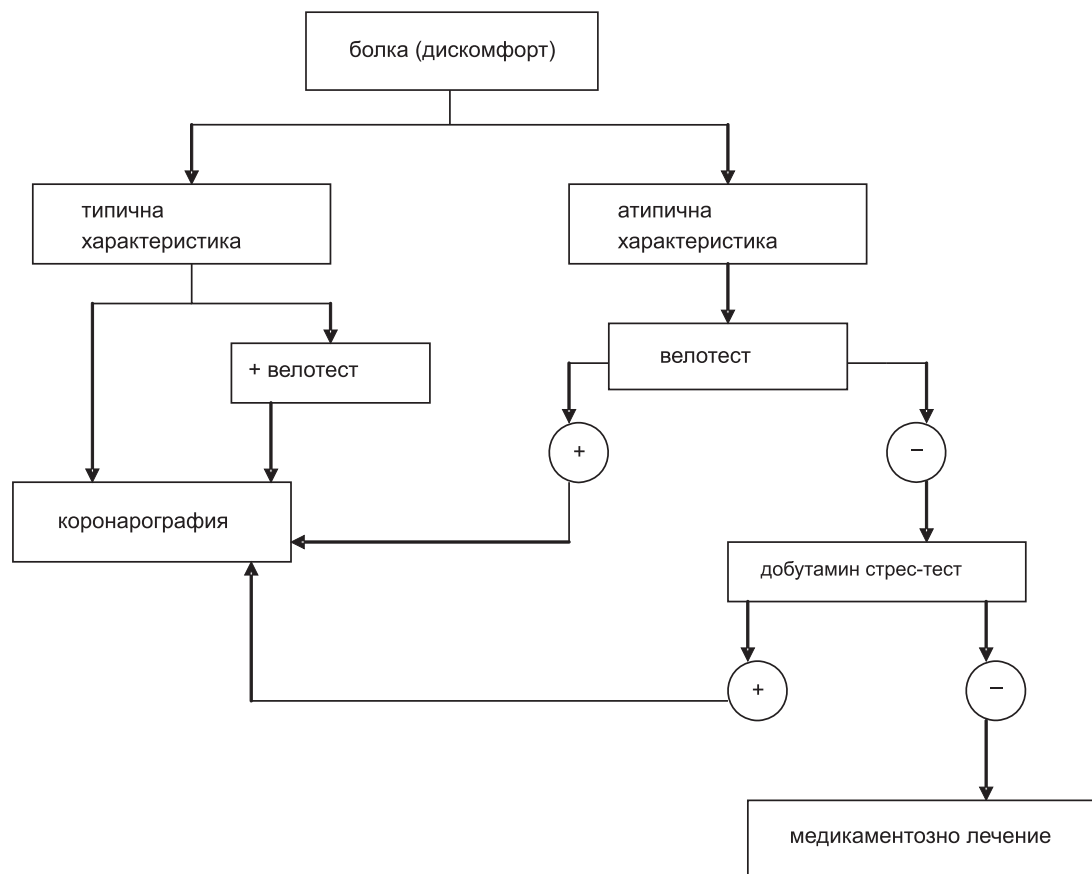 болка (дискомфорт)
типична
характеристика
атипична
характеристика
+ велотест
велотест
+
−
коронарография
добутамин стрес-тест
+
−
медикаментозно лечение